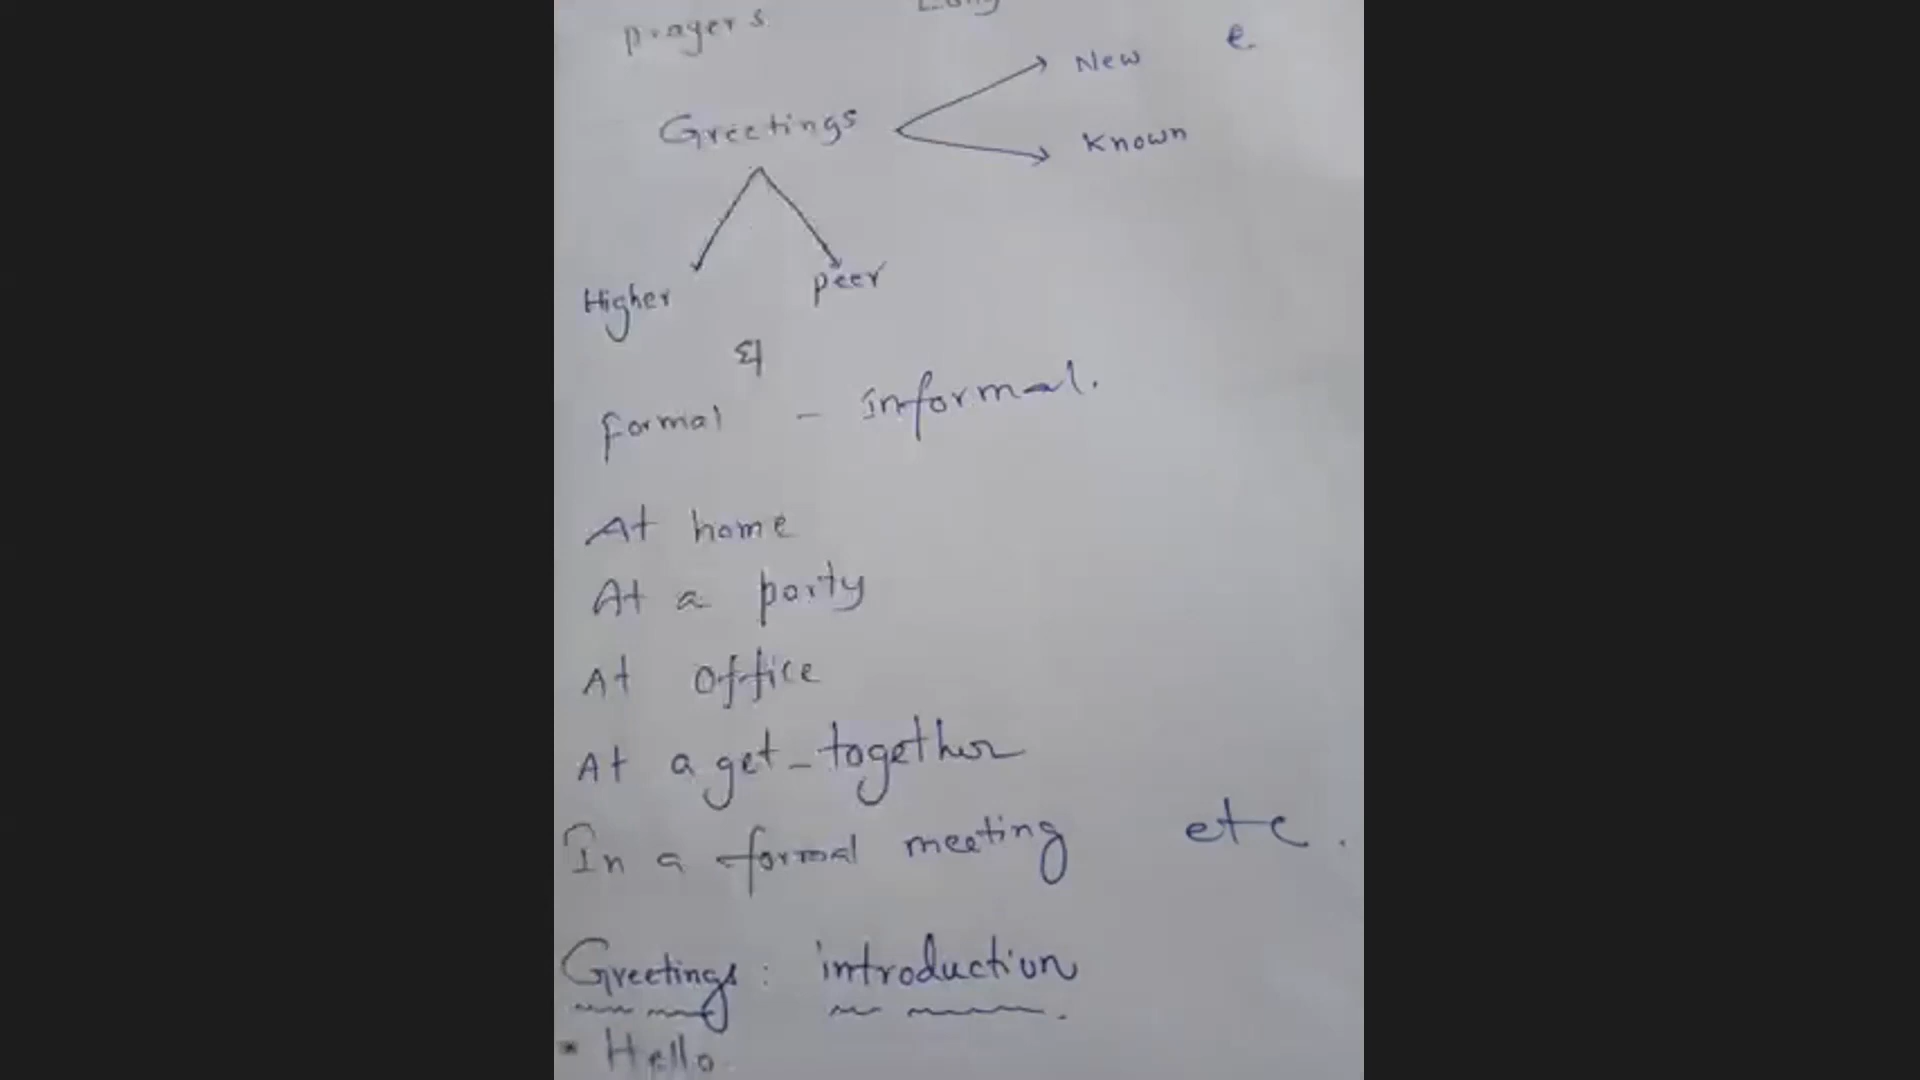 prayers
New
e.
Greetings
Known
Higher
peer
formal - informal.
At home
At a party
At office
At a get-together
In a formal meeting etc.
Greetings: introduction
Hello